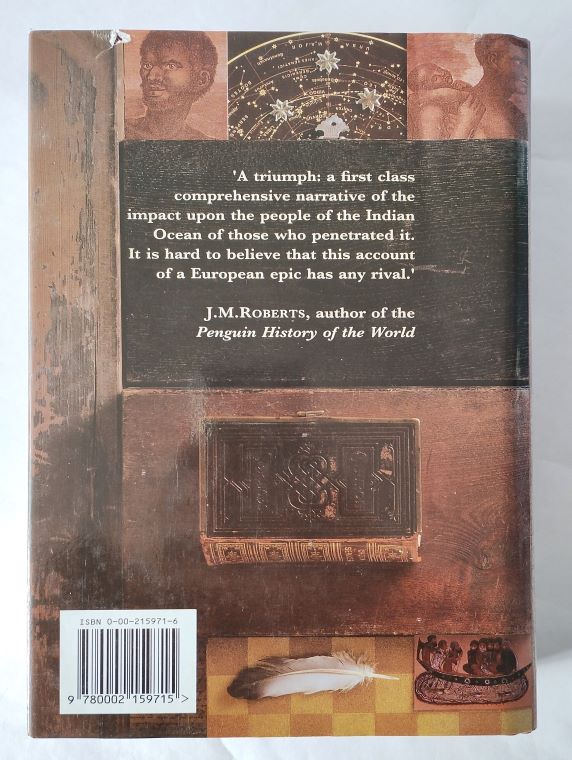 'A triumph: a first class
comprehensive narrative of the
impact upon the people of the Indian
Ocean of those who penetrated it.
It is hard to believe that this account
of a European epic has any rival.'
J.M.ROBERTS, author of the
Penguin History of the World
ISBN 0-00-215971-6
9 780002 159715 >